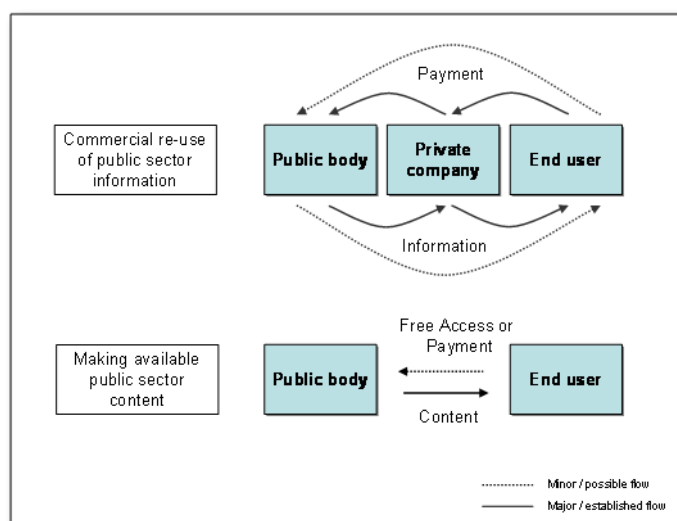 Payment
Commercial re-use
of public sector
information
Public body
Private
company
End user
Information
Free Access or
Payment
Making available
public sector
content
Public body
End user
Content
Minor / possible flow
Major / established flow